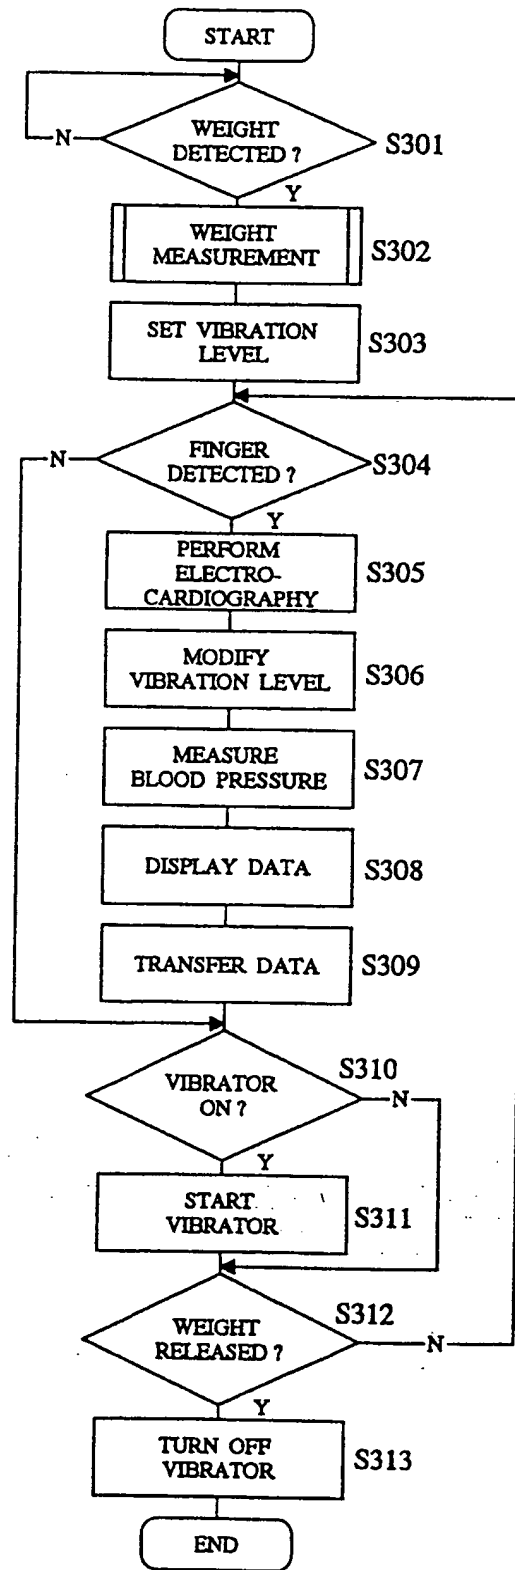 START
WEIGHT
DETECTED ?
S301
N
Y
WEIGHT
MEASUREMENT
S302
SET VIBRATION
LEVEL
S303
FINGER
DETECTED ?
S304
N
Y
PERFORM
ELECTRO-
CARDIOGRAPHY
S305
MODIFY
VIBRATION LEVEL
S306
MEASURE
BLOOD PRESSURE
S307
DISPLAY DATA
S308
TRANSFER DATA
S309
VIBRATOR
ON ?
S310
N
Y
START
VIBRATOR
S311
WEIGHT
RELEASED ?
S312
N
Y
TURN OFF
VIBRATOR
S313
END